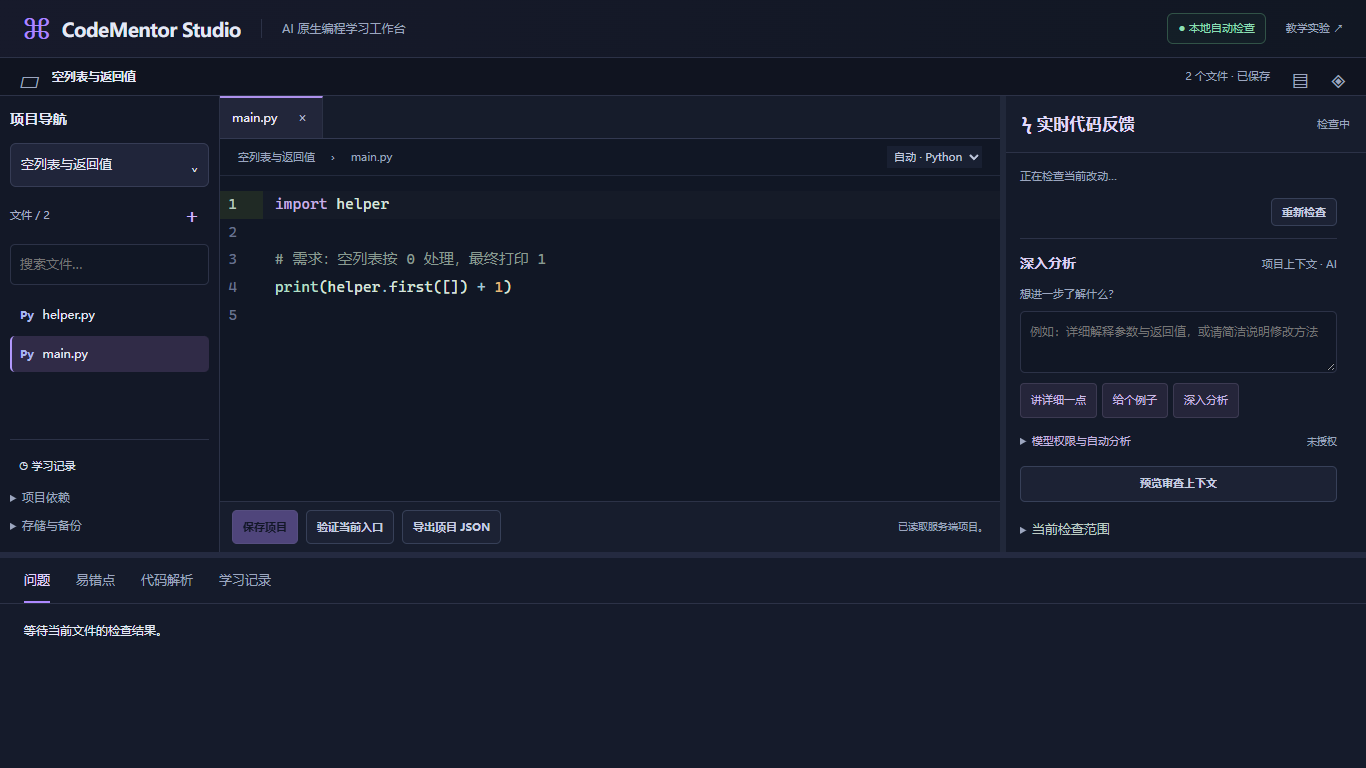 CodeMentor Studio
AI 原生编程学习工作台
● 本地自动检查
教学实验 ↗
空列表与返回值
2 个文件 · 已保存
项目导航
空列表与返回值
文件 / 2
+
搜索文件...
Py helper.py
Py main.py
学习记录
▶ 项目依赖
▶ 存储与备份
main.py ×
空列表与返回值 › main.py
自动 · Python
1 import helper
2
3 # 需求：空列表按 0 处理，最终打印 1
4 print(helper.first([]) + 1)
5
保存项目
验证当前入口
导出项目 JSON
已读取服务端项目。
实时代码反馈
检查中
正在检查当前改动...
重新检查
深入分析
项目上下文 · AI
想进一步了解什么？
例如：详细解释参数与返回值，或请简洁说明修改方法
讲详细一点
给个例子
深入分析
▶ 模型权限与自动分析
未授权
预览审查上下文
▶ 当前检查范围
问题
易错点
代码解析
学习记录
等待当前文件的检查结果。